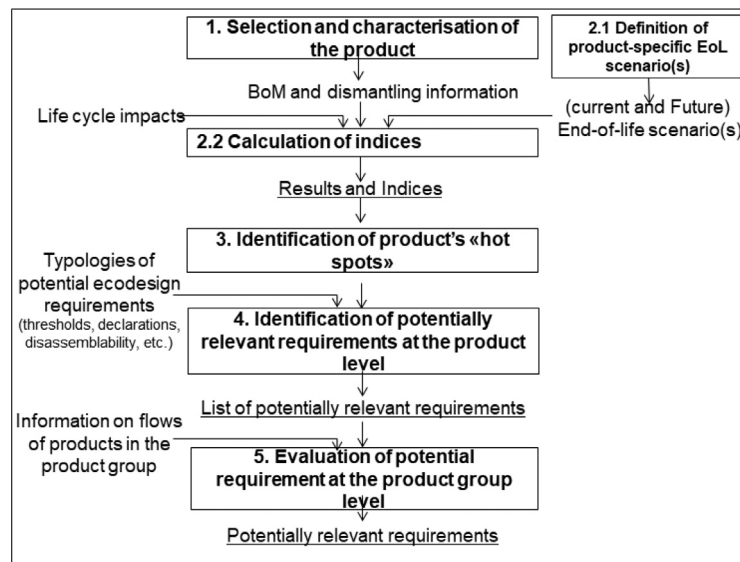 1. Selection and characterisation of
the product
2.1 Definition of
product-specific EoL
scenario(s)
BoM and dismantling information
Life cycle impacts
(current and Future)
End-of-life scenario(s)
2.2 Calculation of indices
Results and Indices
3. Identification of product's «hot
spots»
Typologies of
potential ecodesign
requirements
(thresholds, declarations,
disassemblability, etc.)
4. Identification of potentially
relevant requirements at the product
level
List of potentially relevant requirements
Information on flows
of products in the
product group
5. Evaluation of potential
requirement at the product group
level
Potentially relevant requirements